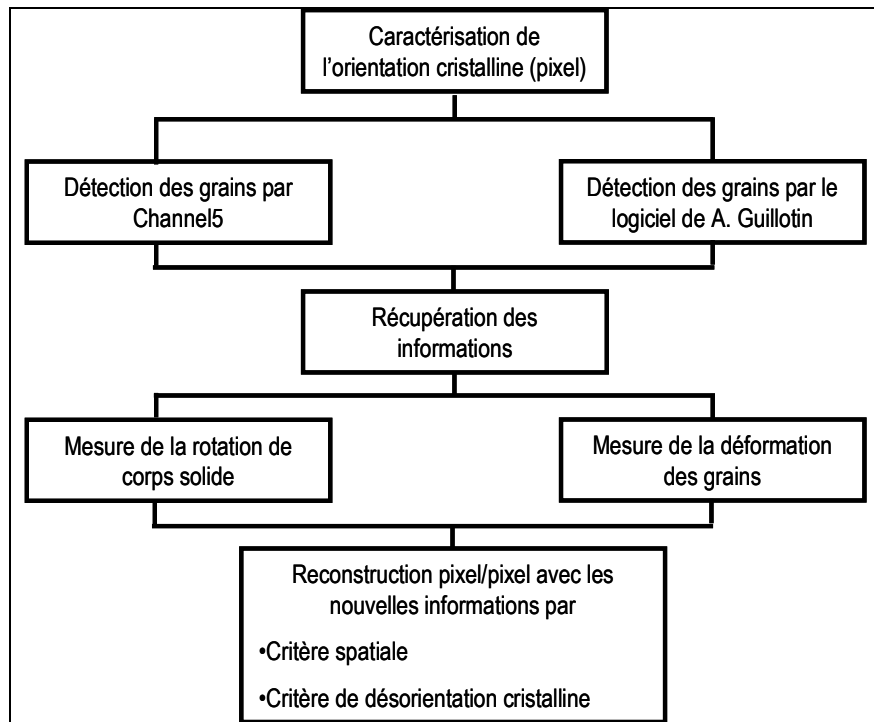 Caractérisation de
l'orientation cristalline (pixel)
Détection des grains par
Channel5
Détection des grains par le
logiciel de A. Guillotin
Récupération des
informations
Mesure de la rotation de
corps solide
Mesure de la déformation
des grains
Reconstruction pixel/pixel avec les
nouvelles informations par
•Critère spatiale
•Critère de désorientation cristalline